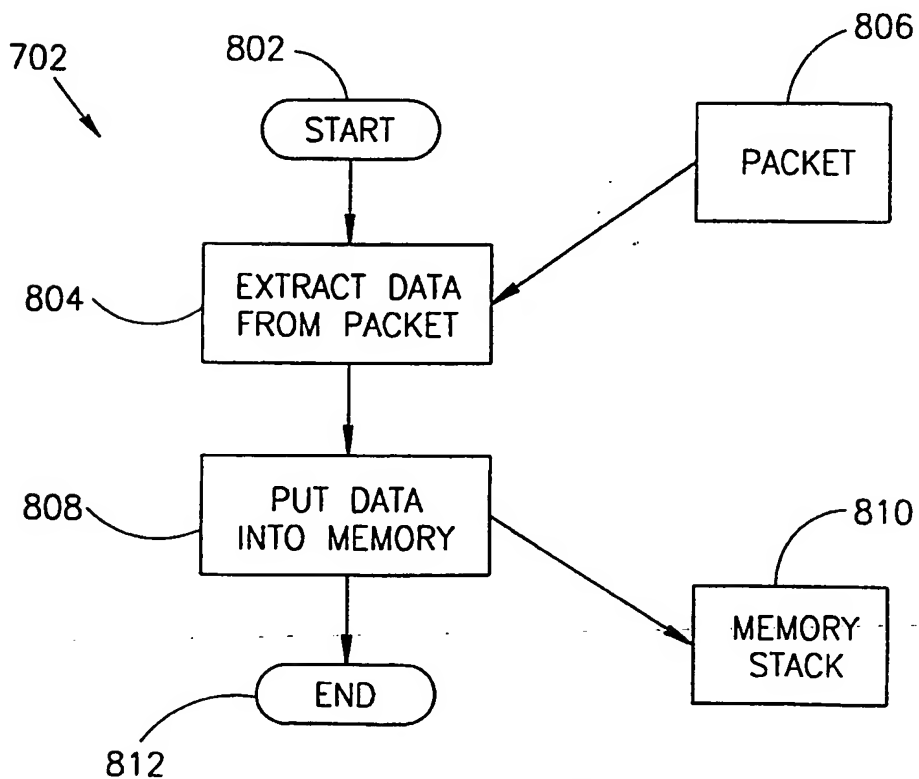 702
802
806
START
PACKET
804
EXTRACT DATA
FROM PACKET
808
PUT DATA
INTO MEMORY
810
MEMORY
STACK
END
812